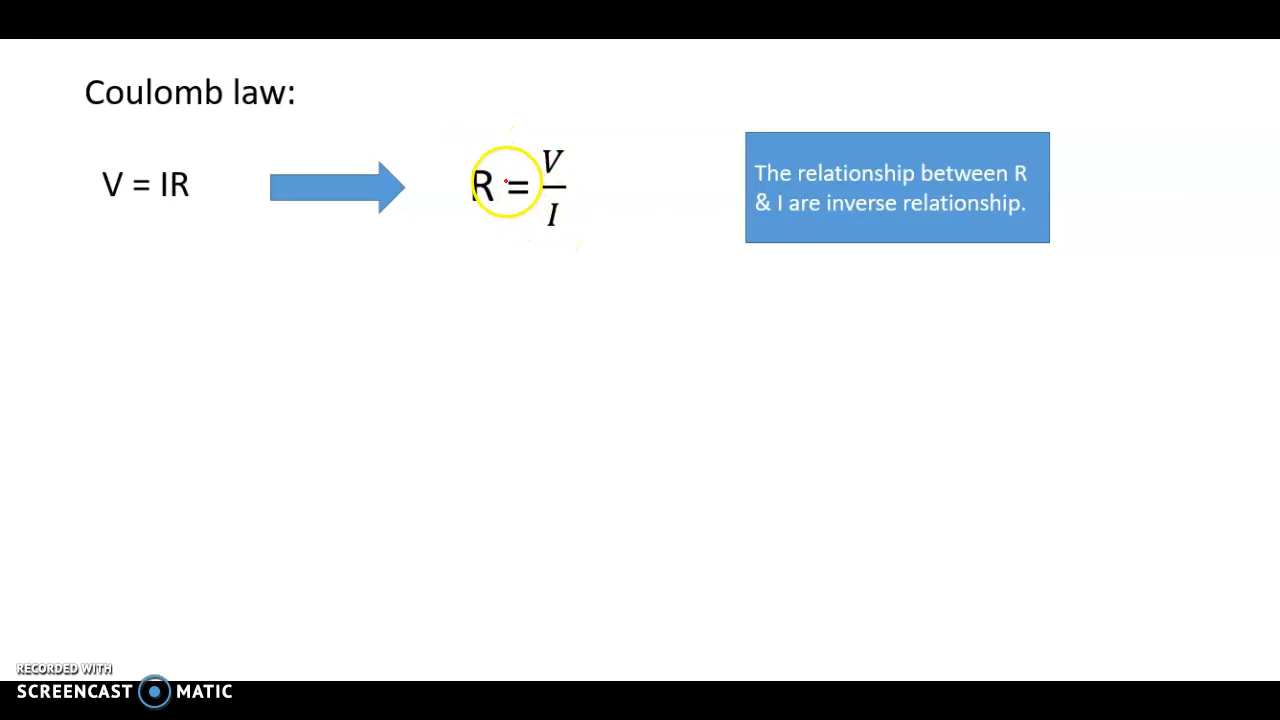 Coulomb law:
V = IR
R = V/I
The relationship between R
& I are inverse relationship.
RECORDED WITH
SCREENCAST MATIC